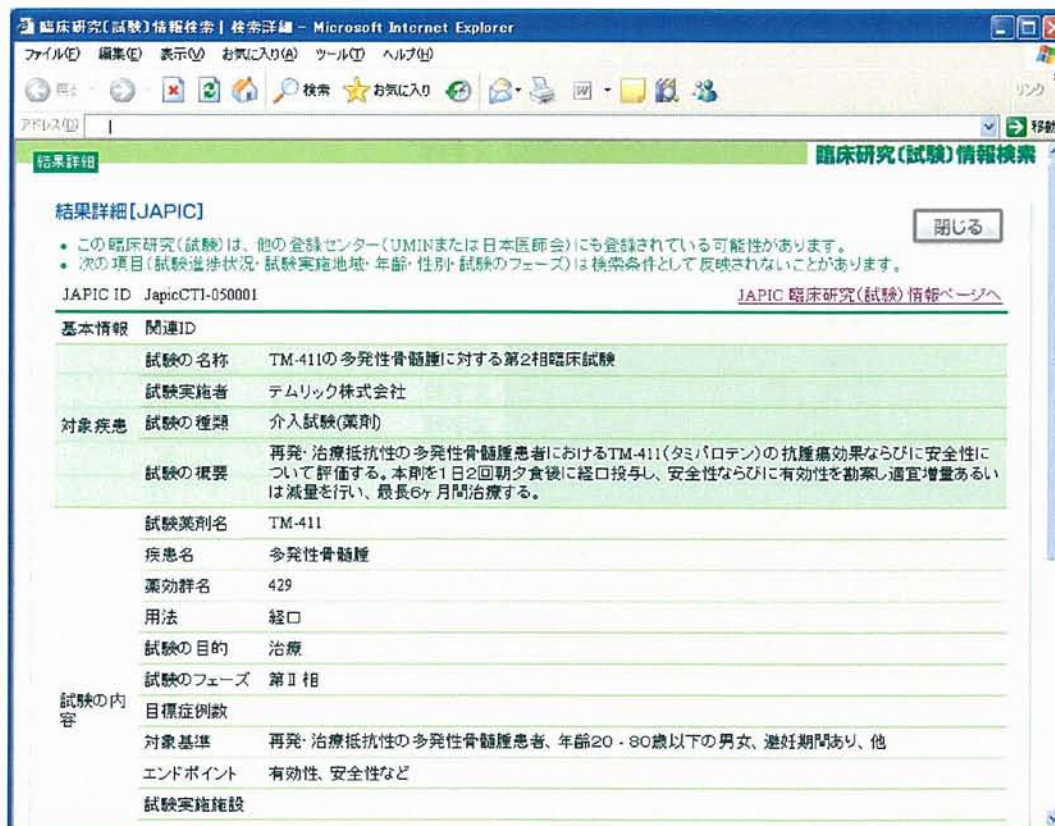 臨床研究(試験)情報検索 | 検索詳細 - Microsoft Internet Explorer
ファイル(F) 編集(E) 表示(V) お気に入り(A) ツール(T) ヘルプ(H)
戻る 検索 お気に入り リンク
アドレス(D) 移動
結果詳細 臨床研究(試験)情報検索
結果詳細[JAPIC] 閉じる
• この臨床研究(試験)は、他の登録センター(UMINまたは日本医師会)にも登録されている可能性があります。
• 次の項目(試験進捗状況・試験実施地域・年齢・性別・試験のフェーズ)は検索条件として反映されないことがあります。
JAPIC ID JapicCTI-050001 JAPIC 臨床研究(試験)情報ページへ
基本情報 関連ID
試験の名称 TM-411の多発性骨髄腫に対する第2相臨床試験
試験実施者 テムリック株式会社
対象疾患 試験の種類 介入試験(薬剤)
試験の概要 再発・治療抵抗性の多発性骨髄腫患者におけるTM-411(タミバロテン)の抗腫瘍効果ならびに安全性に
ついて評価する。本剤を1日2回朝夕食後に経口投与し、安全性ならびに有効性を勘案し適宜増量あるい
は減量を行い、最長6ヶ月間治療する。
試験薬剤名 TM-411
疾患名 多発性骨髄腫
薬効群名 429
用法 経口
試験の目的 治療
試験のフェーズ 第Ⅱ相
試験の内容 目標症例数
対象基準 再発・治療抵抗性の多発性骨髄腫患者、年齢20 - 80歳以下の男女、避妊期間あり、他
エンドポイント 有効性、安全性など
試験実施施設